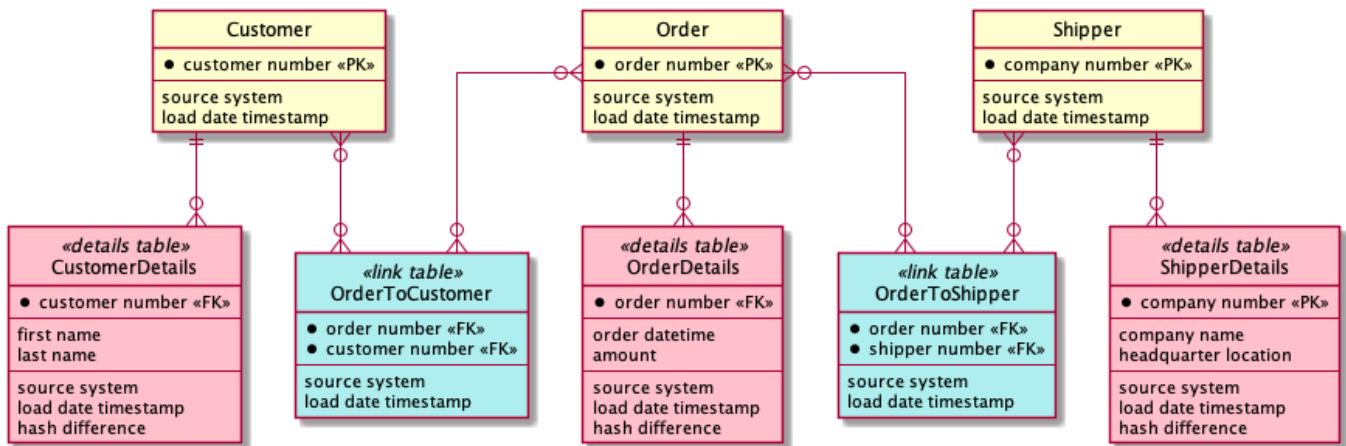 Customer
● customer number «PK»
source system
load date timestamp
Order
● order number «PK»
source system
load date timestamp
Shipper
● company number «PK»
source system
load date timestamp
«details table»
CustomerDetails
● customer number «FK»
first name
last name
source system
load date timestamp
hash difference
«link table»
OrderToCustomer
● order number «FK»
● customer number «FK»
source system
load date timestamp
«details table»
OrderDetails
● order number «FK»
order datetime
amount
source system
load date timestamp
hash difference
«link table»
OrderToShipper
● order number «FK»
● shipper number «FK»
source system
load date timestamp
«details table»
ShipperDetails
● company number «PK»
company name
headquarter location
source system
load date timestamp
hash difference